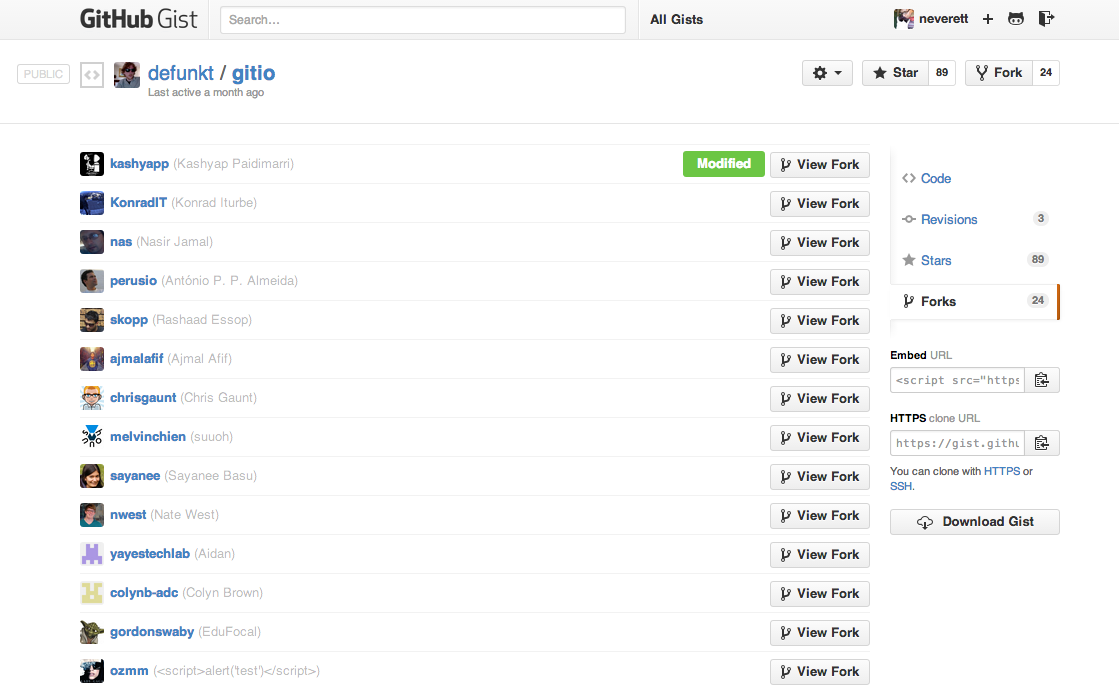 GitHub Gist Search... All Gists neverett
PUBLIC defunkt / gitio Star 89 Fork 24
Last active a month ago
kashyapp (Kashyap Paidimarri) Modified View Fork
KonradIT (Konrad Iturbe) View Fork
nas (Nasir Jamal) View Fork
perusio (António P. P. Almeida) View Fork
skopp (Rashaad Essop) View Fork
ajmalafif (Ajmal Afif) View Fork
chrisgaunt (Chris Gaunt) View Fork
melvinchien (suuoh) View Fork
sayanee (Sayanee Basu) View Fork
nwest (Nate West) View Fork
yayestechlab (Aidan) View Fork
colynb-adc (Colyn Brown) View Fork
gordonswaby (EduFocal) View Fork
ozmm (<script>alert('test')</script>) View Fork
Code
Revisions 3
Stars 89
Forks 24
Embed URL
<script src="https
HTTPS clone URL
https://gist.githu
You can clone with HTTPS or
SSH.
Download Gist